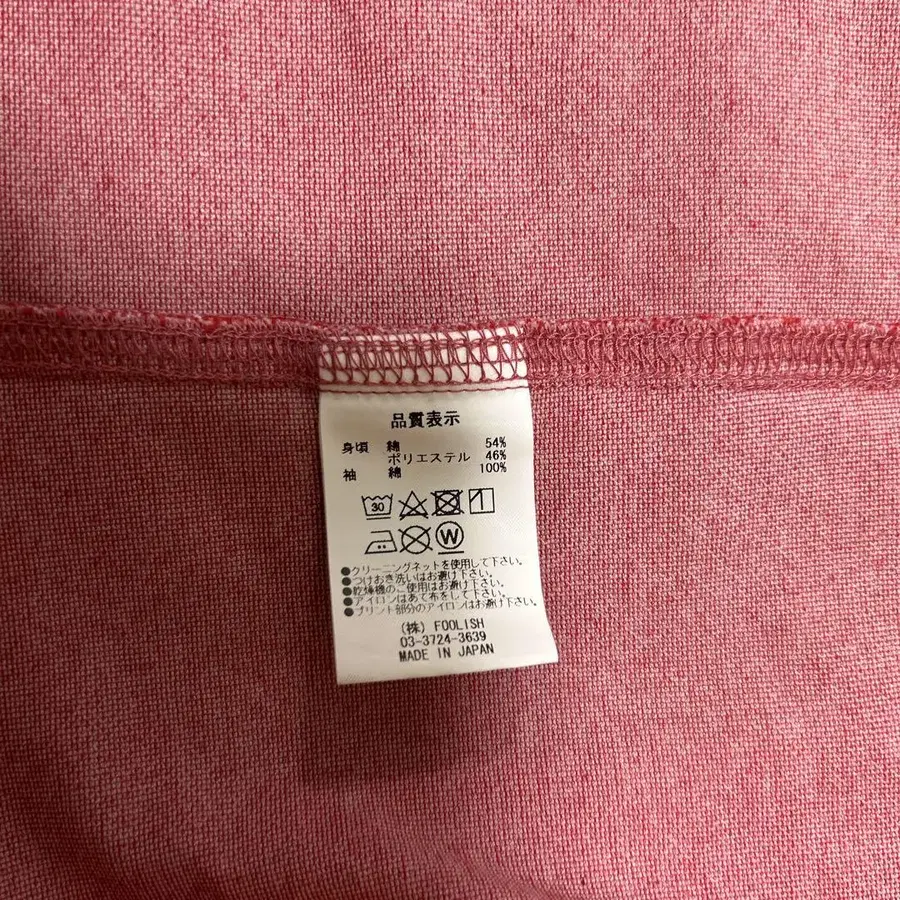 品質表示
身頃 綿 54%
ポリエステル 46%
袖 綿 100%
30
W
●クリーニングネットを使用して下さい。
●つけおき洗いはお避け下さい。
●乾燥機のご使用はお避け下さい。
●アイロンはあて布をして下さい。
●プリント部分のアイロンはお避け下さい。
(株) FOOLISH
03-3724-3639
MADE IN JAPAN